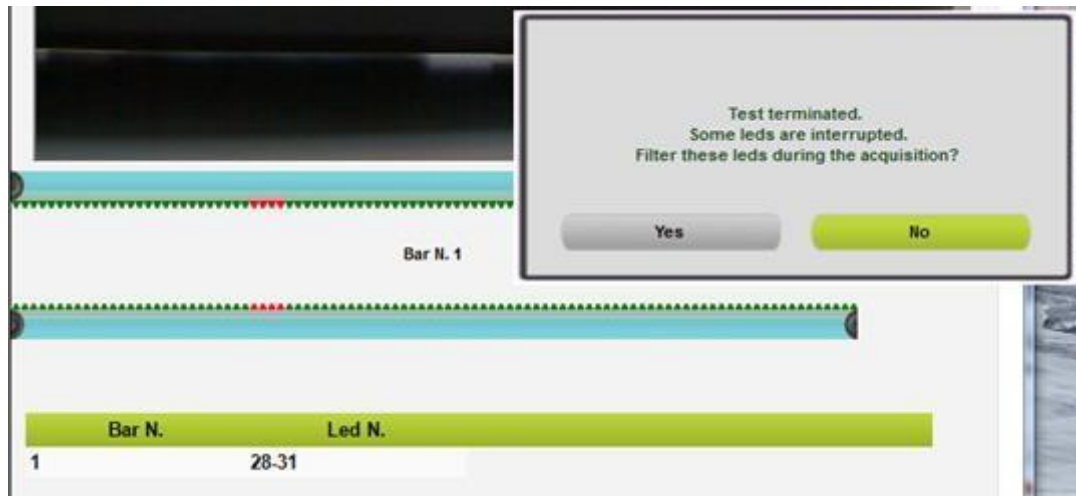 Test terminated.
Some leds are interrupted.
Filter these leds during the acquisition?
Yes No
Bar N. 1
Bar N. Led N.
1 28-31